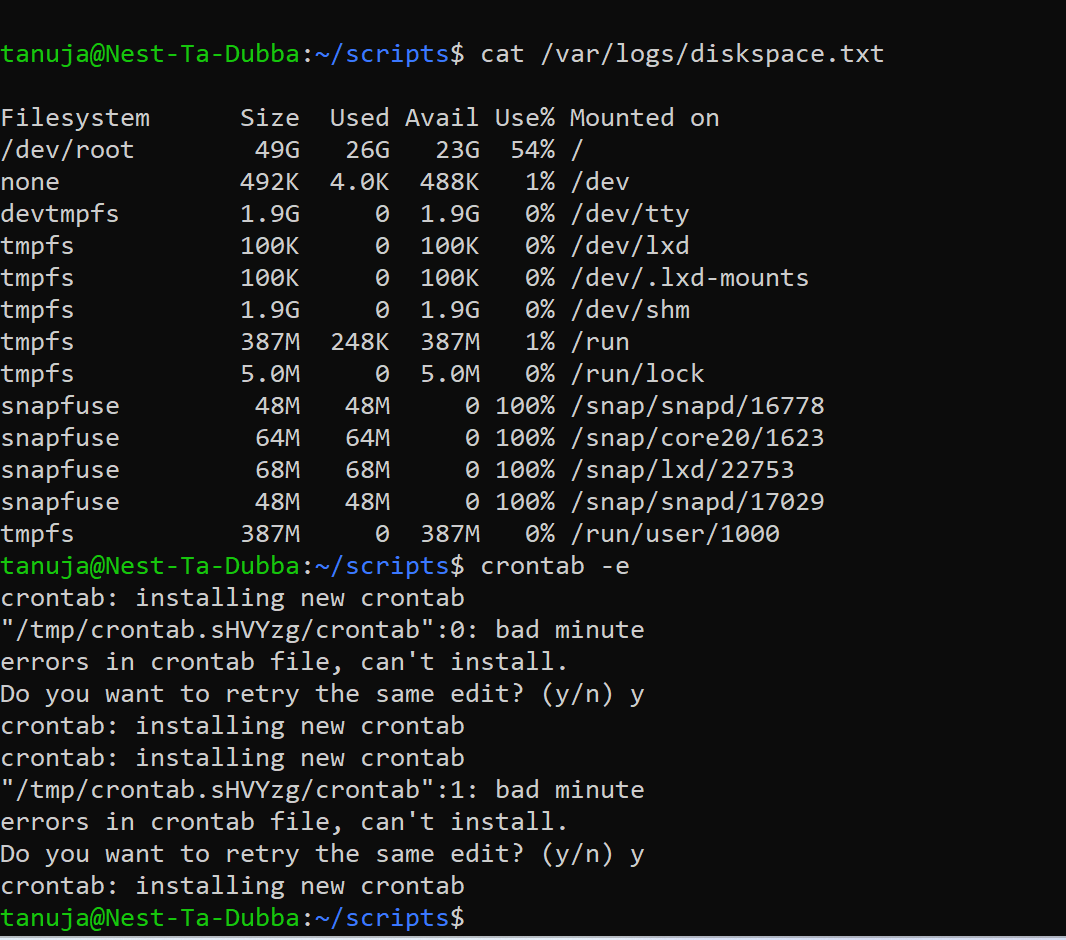 tanuja@Nest-Ta-Dubba:~/scripts$ cat /var/logs/diskspace.txt
Filesystem      Size  Used Avail Use% Mounted on
/dev/root        49G   26G   23G  54% /
none            492K  4.0K  488K   1% /dev
devtmpfs        1.9G     0  1.9G   0% /dev/tty
tmpfs           100K     0  100K   0% /dev/lxd
tmpfs           100K     0  100K   0% /dev/.lxd-mounts
tmpfs           1.9G     0  1.9G   0% /dev/shm
tmpfs           387M  248K  387M   1% /run
tmpfs           5.0M     0  5.0M   0% /run/lock
snapfuse         48M   48M     0 100% /snap/snapd/16778
snapfuse         64M   64M     0 100% /snap/core20/1623
snapfuse         68M   68M     0 100% /snap/lxd/22753
snapfuse         48M   48M     0 100% /snap/snapd/17029
tmpfs           387M     0  387M   0% /run/user/1000
tanuja@Nest-Ta-Dubba:~/scripts$ crontab -e
crontab: installing new crontab
"/tmp/crontab.sHVYzg/crontab":0: bad minute
errors in crontab file, can't install.
Do you want to retry the same edit? (y/n) y
crontab: installing new crontab
crontab: installing new crontab
"/tmp/crontab.sHVYzg/crontab":1: bad minute
errors in crontab file, can't install.
Do you want to retry the same edit? (y/n) y
crontab: installing new crontab
tanuja@Nest-Ta-Dubba:~/scripts$